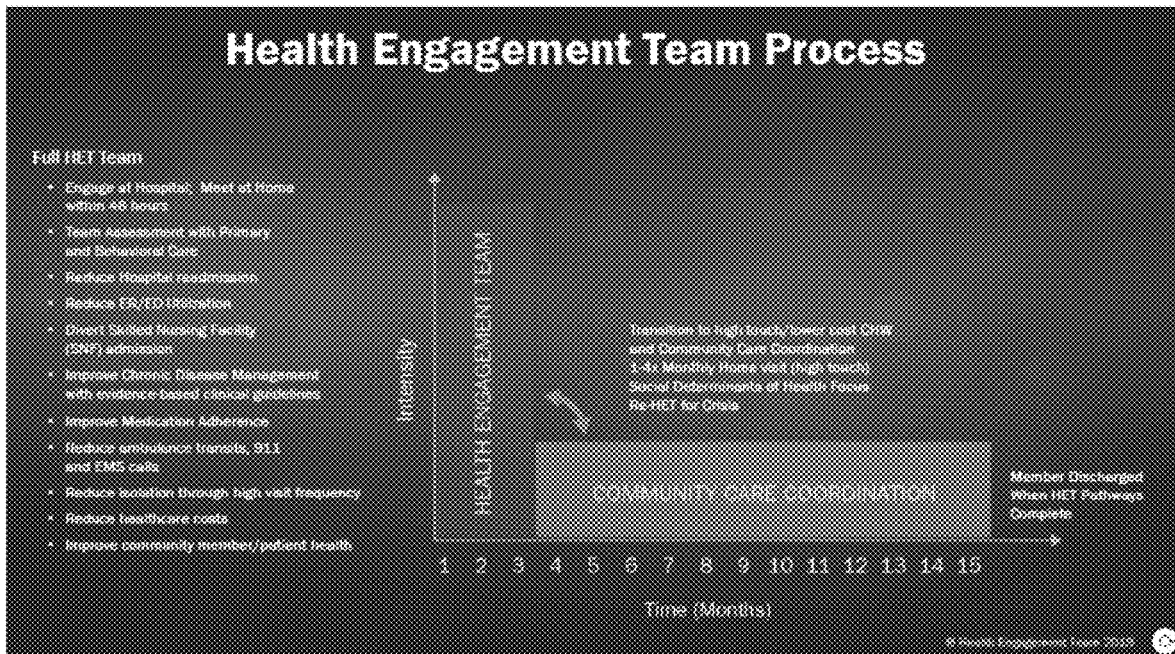 Health Engagement Team Process
Full HET Team
• Engage at Hospital; Meet at Home
within 48 hours
• Team Assessment with Primary
and Behavioral Care
• Reduce Hospital readmission
• Reduce ER/ED Utilization
• Divert Skilled Nursing Facility
(SNF) admission
• Improve Chronic Disease Management
with evidence-based clinical guidelines
• Improve Medication Adherence
• Reduce ambulance transits, 911
and EMS calls
• Reduce isolation through high visit frequency
• Reduce healthcare costs
• Improve community member/patient health
Intensity
HEALTH ENGAGEMENT TEAM
Transition to high touch/lower cost CHW
and Community Care Coordination
1-4x Monthly Home visit (high touch)
Social Determinants of Health Focus
Re-HET for Crisis
COMMUNITY CARE COORDINATION
Member Discharged
When HET Pathways
Complete
1 2 3 4 5 6 7 8 9 10 11 12 13 14 15
Time (Months)
© Health Engagement Team 2019